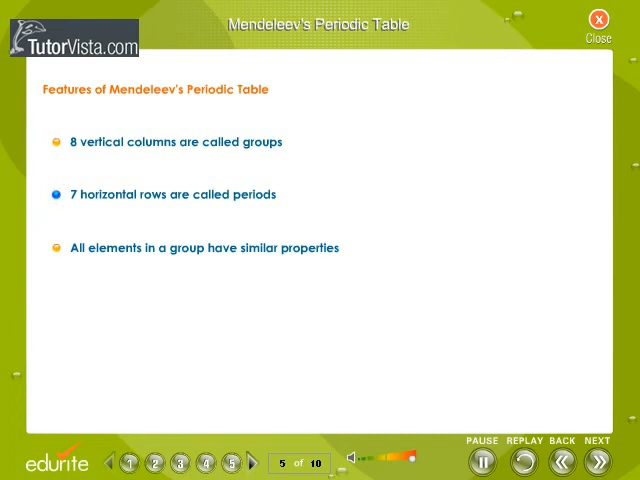 Mendeleev's Periodic Table
X
Close
TutorVista.com
Features of Mendeleev's Periodic Table
8 vertical columns are called groups
7 horizontal rows are called periods
All elements in a group have similar properties
PAUSE REPLAY BACK NEXT
edurite 1 2 3 4 5 5 of 10